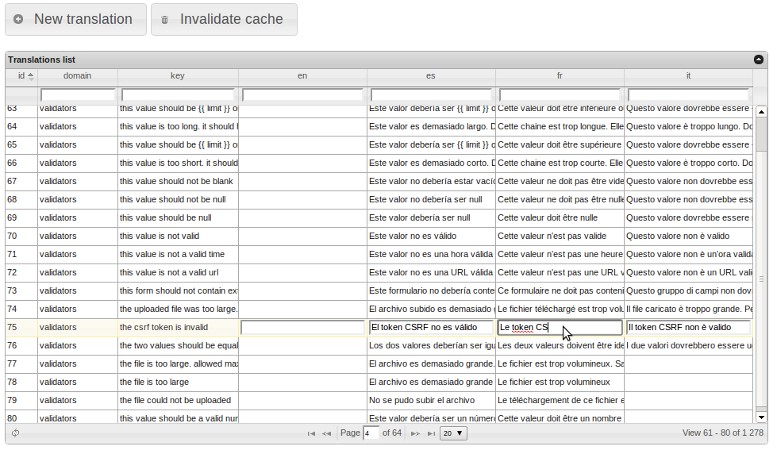 New translation Invalidate cache
Translations list
id domain key en es fr it
63 validators this value should be {{ limit }} o Este valor debería ser {{ limit }} o Cette valeur doit être inférieure o Questo valore dovrebbe essere
64 validators this value is too long. it should l Este valor es demasiado largo. D Cette chaine est trop longue. Elle Questo valore è troppo lungo. Do
65 validators this value should be {{ limit }} o Este valor debería ser {{ limit }} o Cette valeur doit être supérieure Questo valore dovrebbe essere
66 validators this value is too short. it should Este valor es demasiado corto. D Cette chaine est trop courte. Elle Questo valore è troppo corto. Do
67 validators this value should not be blank Este valor no debería estar vacío Cette valeur ne doit pas être vide Questo valore non dovrebbe ess
68 validators this value should not be null Este valor no debería ser null Cette valeur ne doit pas être nulle Questo valore non dovrebbe ess
69 validators this value should be null Este valor debería ser null Cette valeur doit être nulle Questo valore dovrebbe essere
70 validators this value is not valid Este valor no es válido Cette valeur n'est pas valide Questo valore non è valido
71 validators this value is not a valid time Este valor no es una hora válida Cette valeur n'est pas une heure Questo valore non è un'ora valid
72 validators this value is not a valid url Este valor no es una URL válida Cette valeur n'est pas une URL v Questo valore non è un URL vali
73 validators this form should not contain ex Este formulario no debería conte Ce formulaire ne doit pas conteni Questo gruppo di campi non dov
74 validators the uploaded file was too large. El archivo subido es demasiado Le fichier téléchargé est trop volu Il file caricato è troppo grande. Po
75 validators the csrf token is invalid El token CSRF no es válido Le token CS Il token CSRF non è valido
76 validators the two values should be equal Los dos valores deberían ser igu Les deux valeurs doivent être ide I due valori dovrebbero essere u
77 validators the file is too large. allowed ma El archivo es demasiado grande. Le fichier est trop volumineux. Sa
78 validators the file is too large El archivo es demasiado grande Le fichier est trop volumineux
79 validators the file could not be uploaded No se pudo subir el archivo Le téléchargement de ce fichier e
80 validators this value should be a valid num Este valor debería ser un número Cette valeur doit être un nombre
Page 4 of 64 20 View 61 - 80 of 1 278